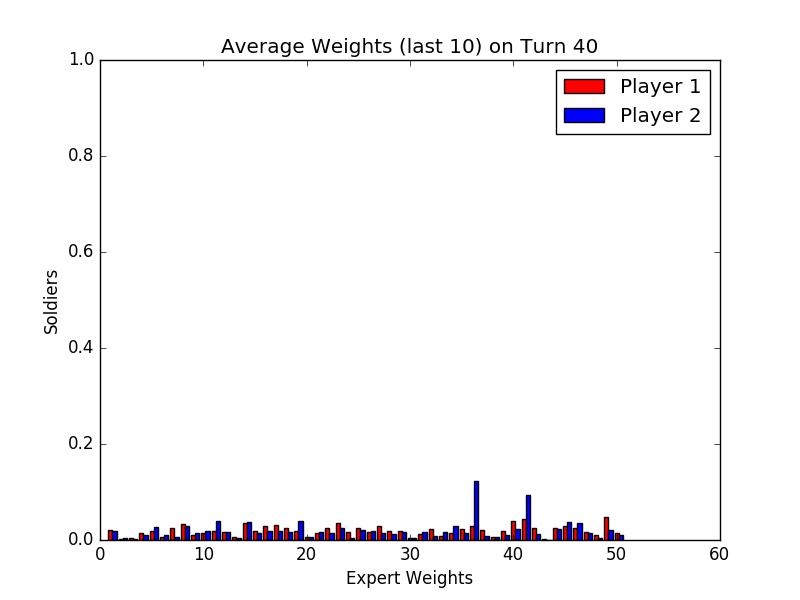 Average Weights (last 10) on Turn 40
1.0
0.8
0.6
0.4
0.2
0.0
Soldiers
Player 1
Player 2
0 10 20 30 40 50 60
Expert Weights